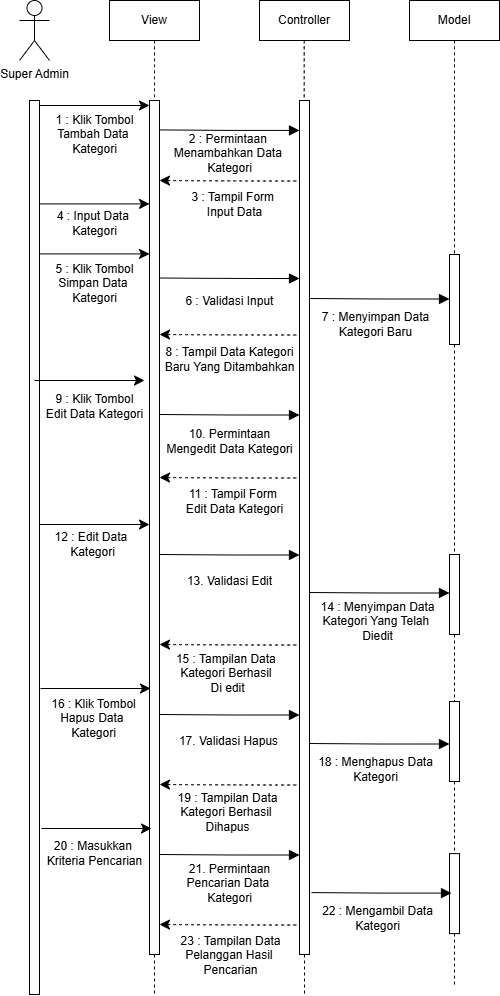 View
Controller
Model
Super Admin
1 : Klik Tombol
Tambah Data
Kategori
2 : Permintaan
Menambahkan Data
Kategori
3 : Tampil Form
Input Data
4 : Input Data
Kategori
5 : Klik Tombol
Simpan Data
Kategori
6 : Validasi Input
7 : Menyimpan Data
Kategori Baru
8 : Tampil Data Kategori
Baru Yang Ditambahkan
9 : Klik Tombol
Edit Data Kategori
10. Permintaan
Mengedit Data Kategori
11 : Tampil Form
Edit Data Kategori
12 : Edit Data
Kategori
13. Validasi Edit
14 : Menyimpan Data
Kategori Yang Telah
Diedit
15 : Tampilan Data
Kategori Berhasil
Di edit
16 : Klik Tombol
Hapus Data
Kategori
17. Validasi Hapus
18 : Menghapus Data
Kategori
19 : Tampilan Data
Kategori Berhasil
Dihapus
20 : Masukkan
Kriteria Pencarian
21. Permintaan
Pencarian Data
Kategori
22 : Mengambil Data
Kategori
23 : Tampilan Data
Pelanggan Hasil
Pencarian